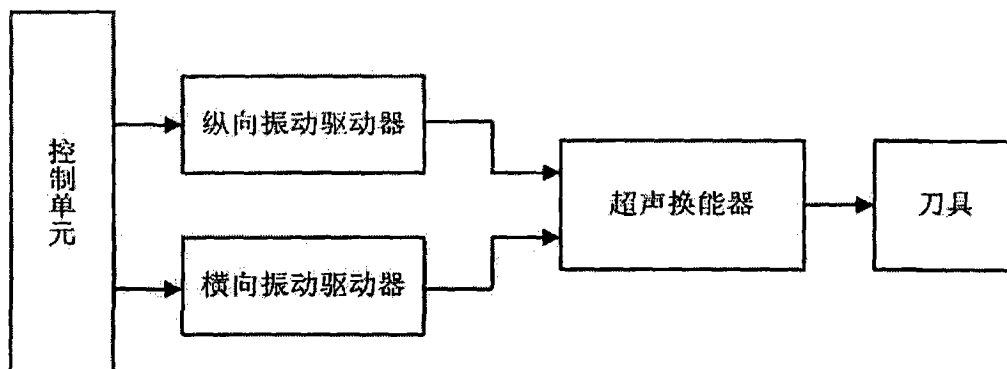 控制单元
纵向振动驱动器
横向振动驱动器
超声换能器
刀具